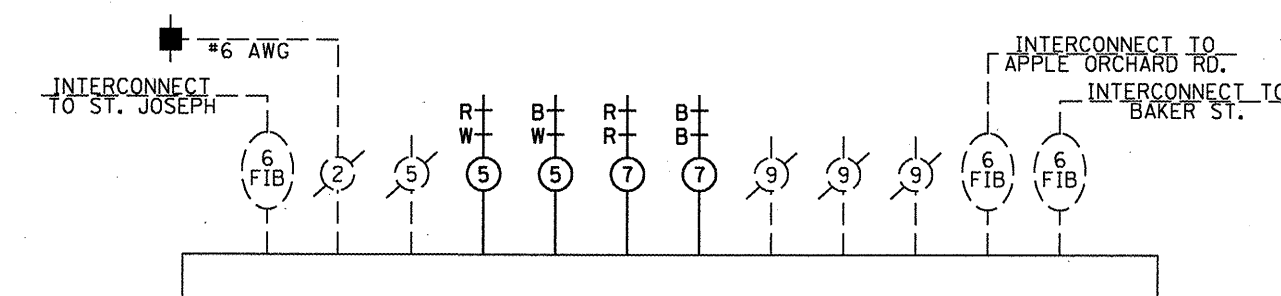 #6 AWG
INTERCONNECT
TO ST. JOSEPH
INTERCONNECT TO
APPLE ORCHARD RD.
INTERCONNECT TO
BAKER ST.
R B R B
W W R B
6
FIB
2 5 5 5 7 7 9 9 9
6
FIB
6
FIB